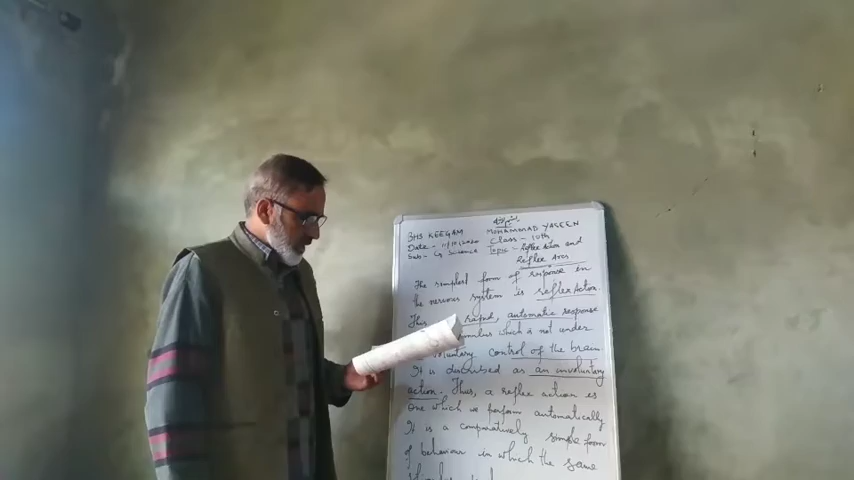 BHS KEEGAM MOHAMMAD YASEEN
Date - 11/11/2020 Class - 10th
Sub - G Science Topic - Reflex Action and
Reflex Arcs
The simplest form of response in
the nervous system is reflex Action.
This rapid, automatic response
stimulus which is not under
voluntary control of the brain
It is described as an involuntary
action. Thus, a reflex action is
one which we perform automatically
It is a comparatively simple form
of behaviour in which the same